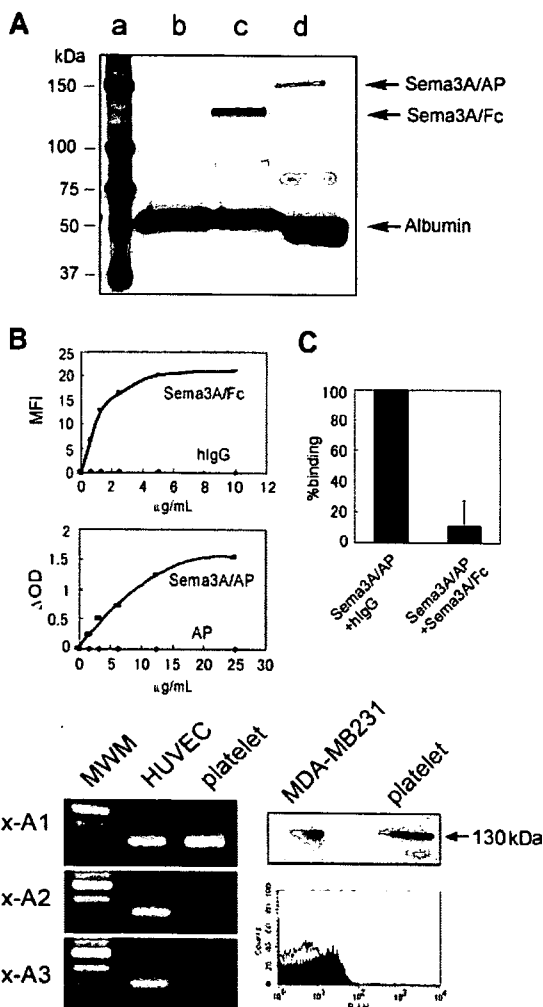 A
a b c d
kDa
150
100
75
50
37
Sema3A/AP
Sema3A/Fc
Albumin
B
MFI
25
20
15
10
5
0
Sema3A/Fc
hIgG
0 2 4 6 8 10 12
µg/mL
ΔOD
2
1.5
1
0.5
0
Sema3A/AP
AP
0 5 10 15 20 25 30
µg/mL
C
%binding
100
80
60
40
20
0
Sema3A/AP
+hIgG
Sema3A/AP
+Sema3A/Fc
MWM HUVEC platelet
x-A1
x-A2
x-A3
MDA-MB231 platelet
130kDa
Counts